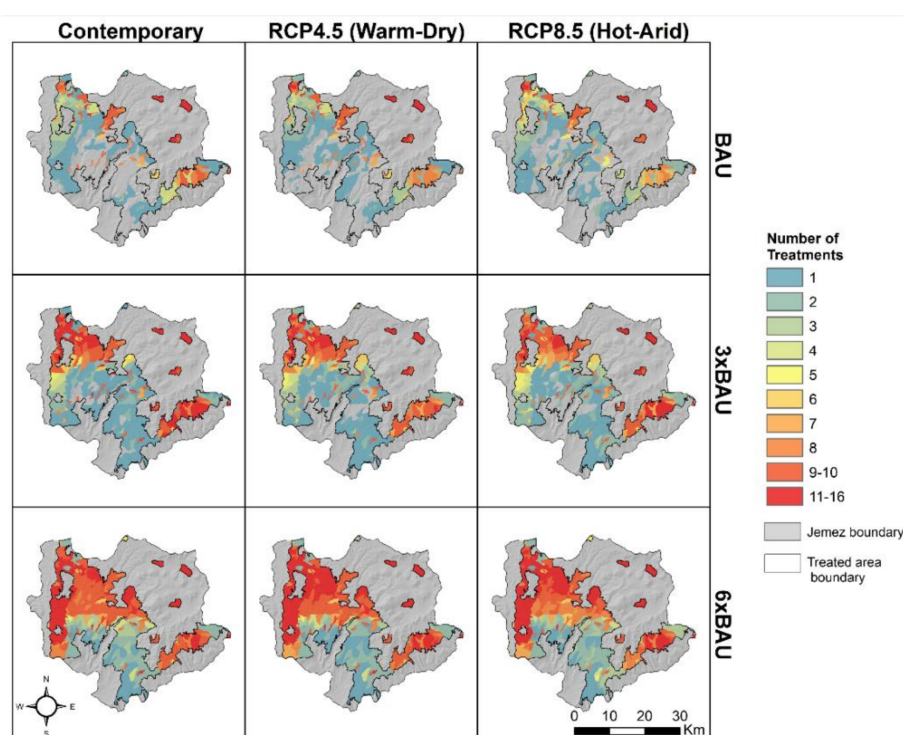 Contemporary
RCP4.5 (Warm-Dry)
RCP8.5 (Hot-Arid)
BAU
3xBAU
6xBAU
Number of
Treatments
1
2
3
4
5
6
7
8
9-10
11-16
Jemez boundary
Treated area
boundary
N
W
E
S
0 10 20 30
Km